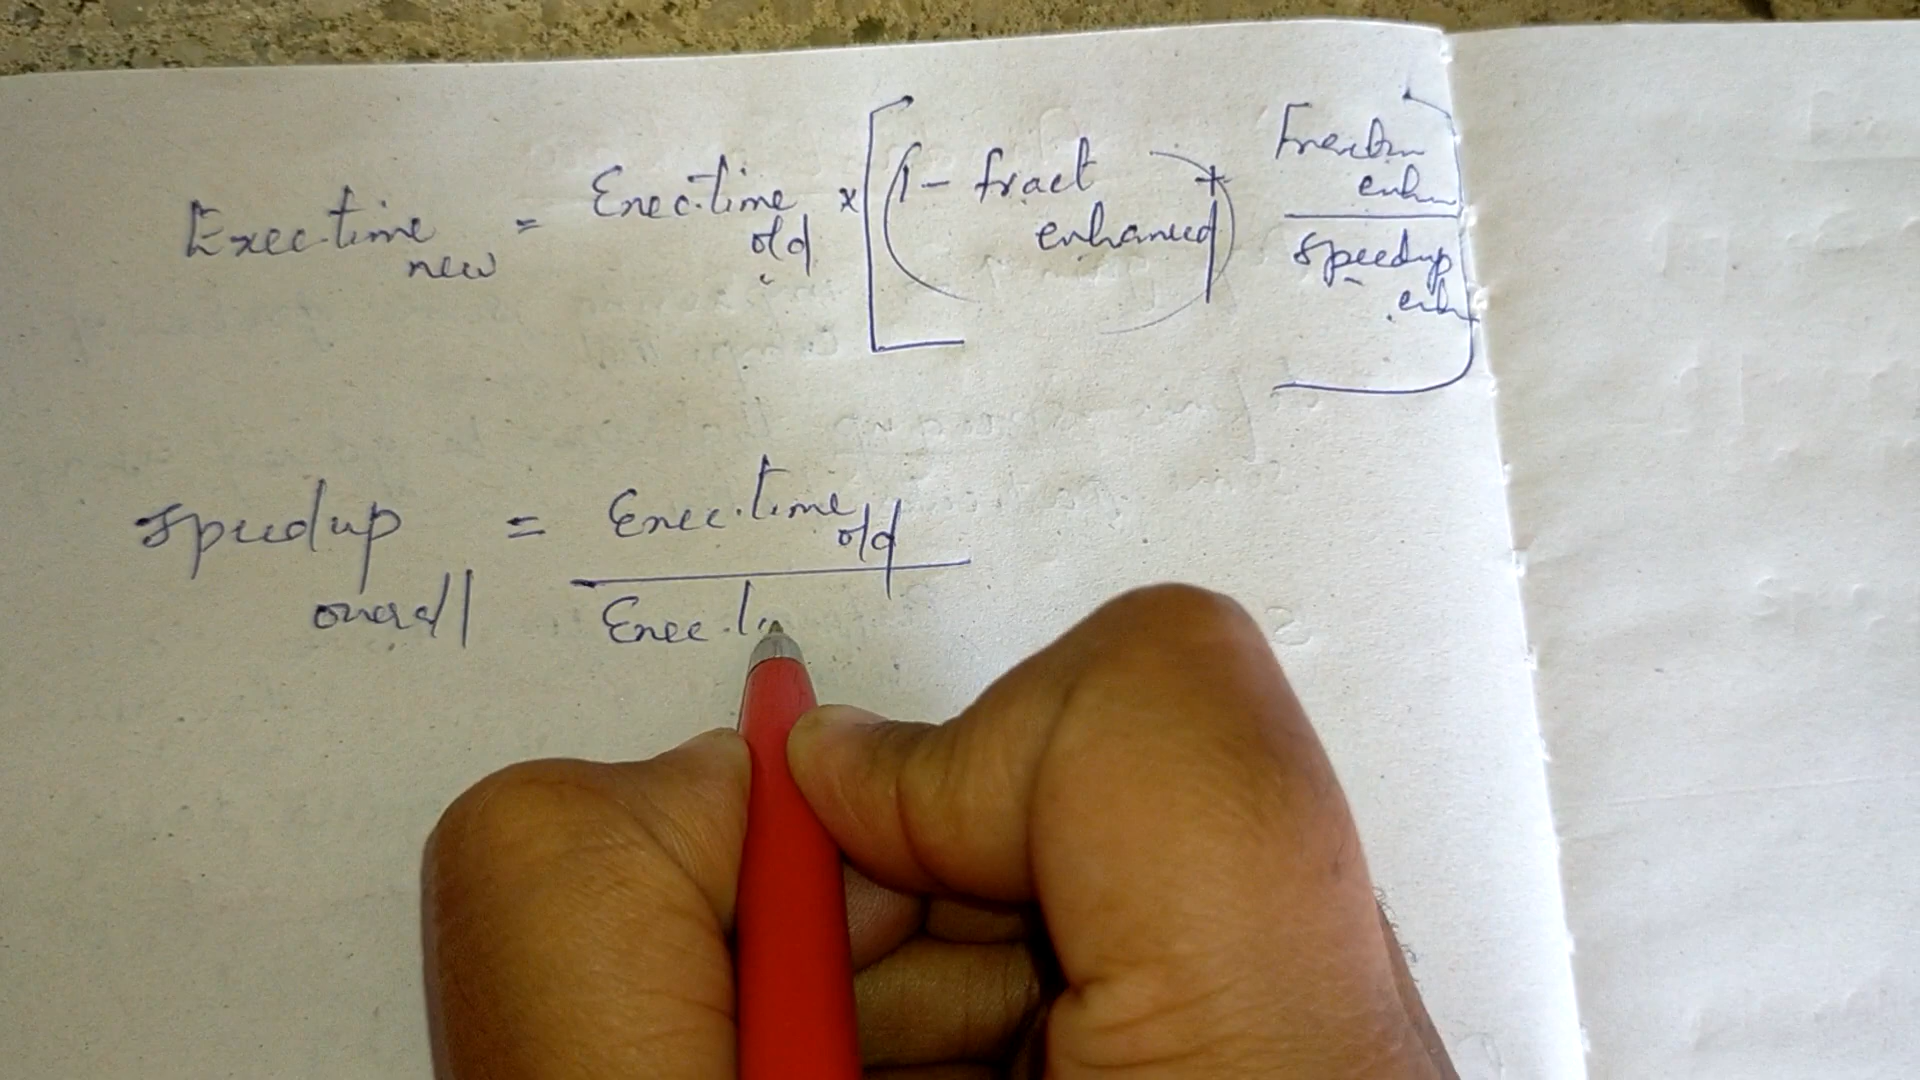 Exec.time new = Exec.time old x [(1 - fract enhanced) + Fraction enh / speedup enh]
speedup overall = Exec.time old
Exec.ti